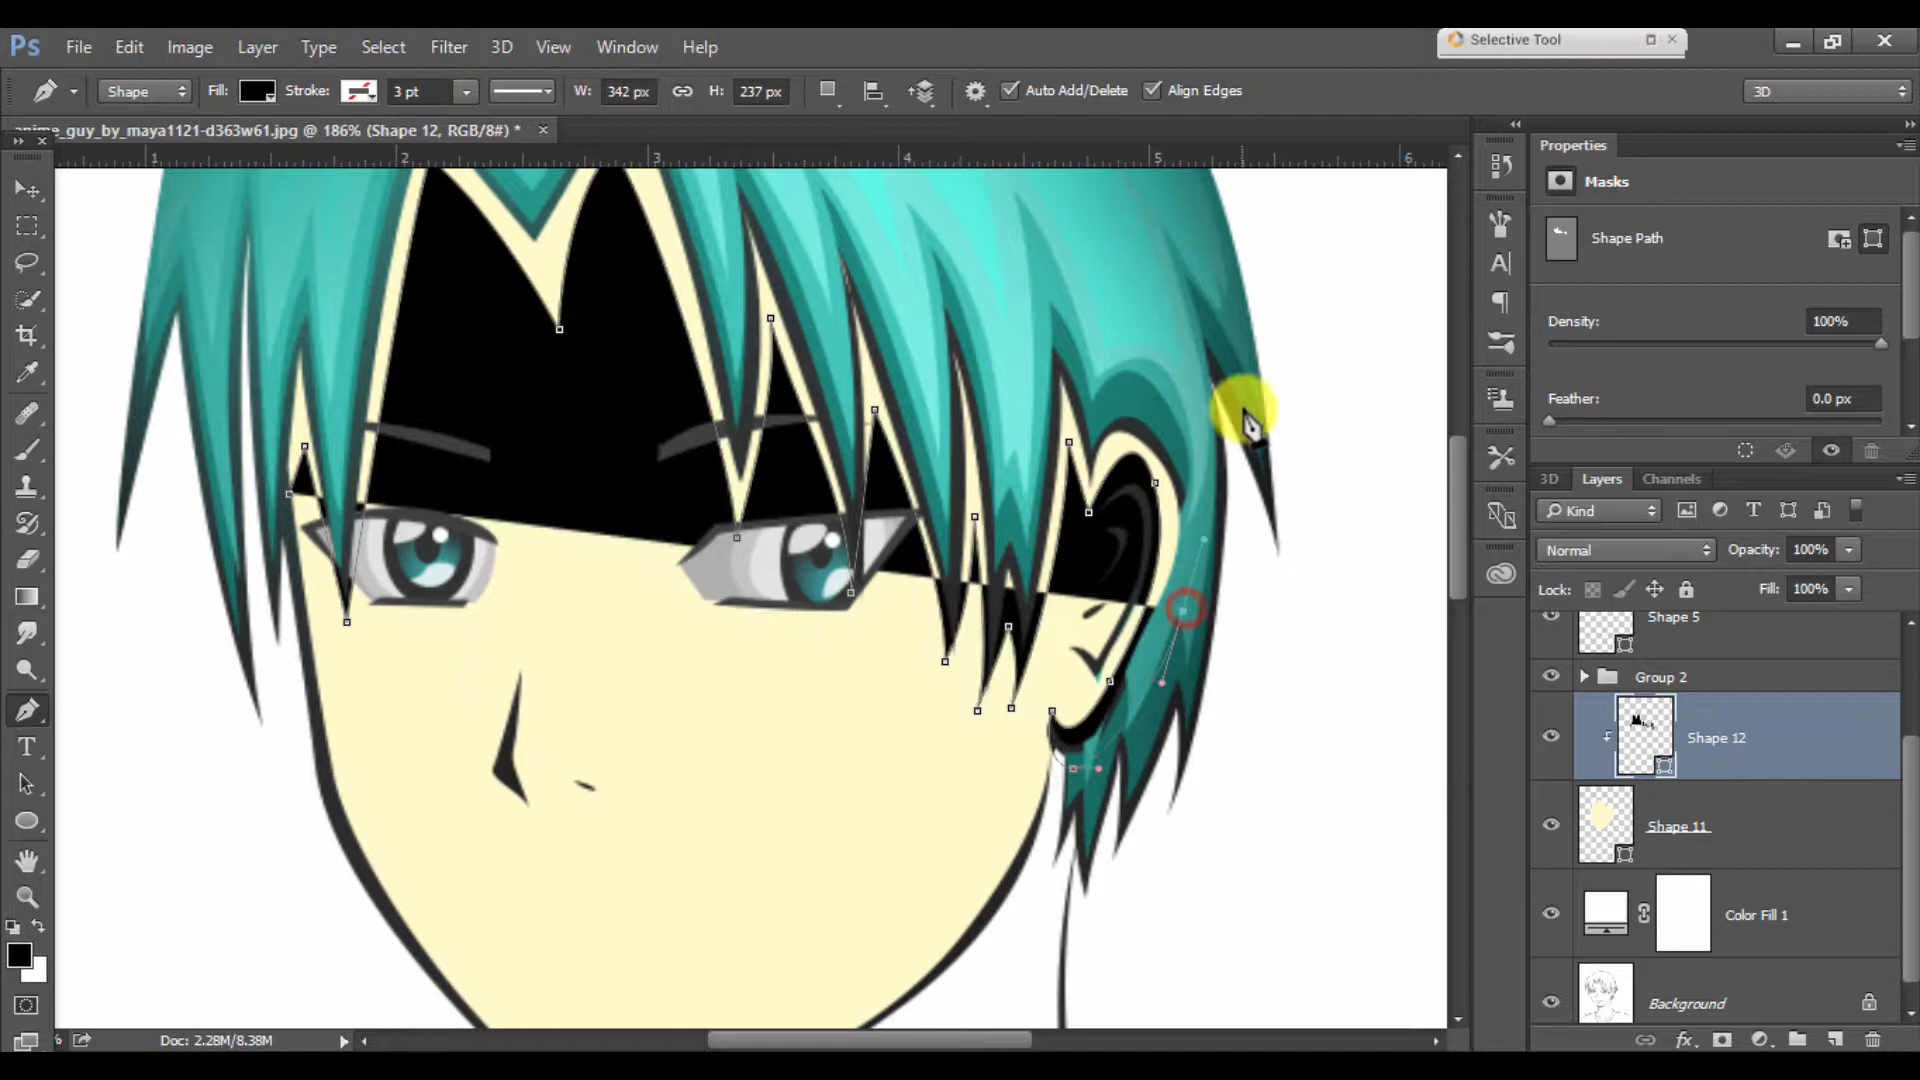 Ps File Edit Image Layer Type Select Filter 3D View Window Help
Selective Tool
Shape Fill: Stroke: 3 pt W: 342 px H: 237 px Auto Add/Delete Align Edges 3D
anime_guy_by_maya1121-d363w61.jpg @ 186% (Shape 12, RGB/8#) *
1 2 3 4 5 6
Properties
Masks
Shape Path
Density: 100%
Feather: 0.0 px
3D Layers Channels
Kind
Normal Opacity: 100%
Lock: Fill: 100%
Shape 5
Group 2
Shape 12
Shape 11
Color Fill 1
Background
% Doc: 2.28M/8.38M